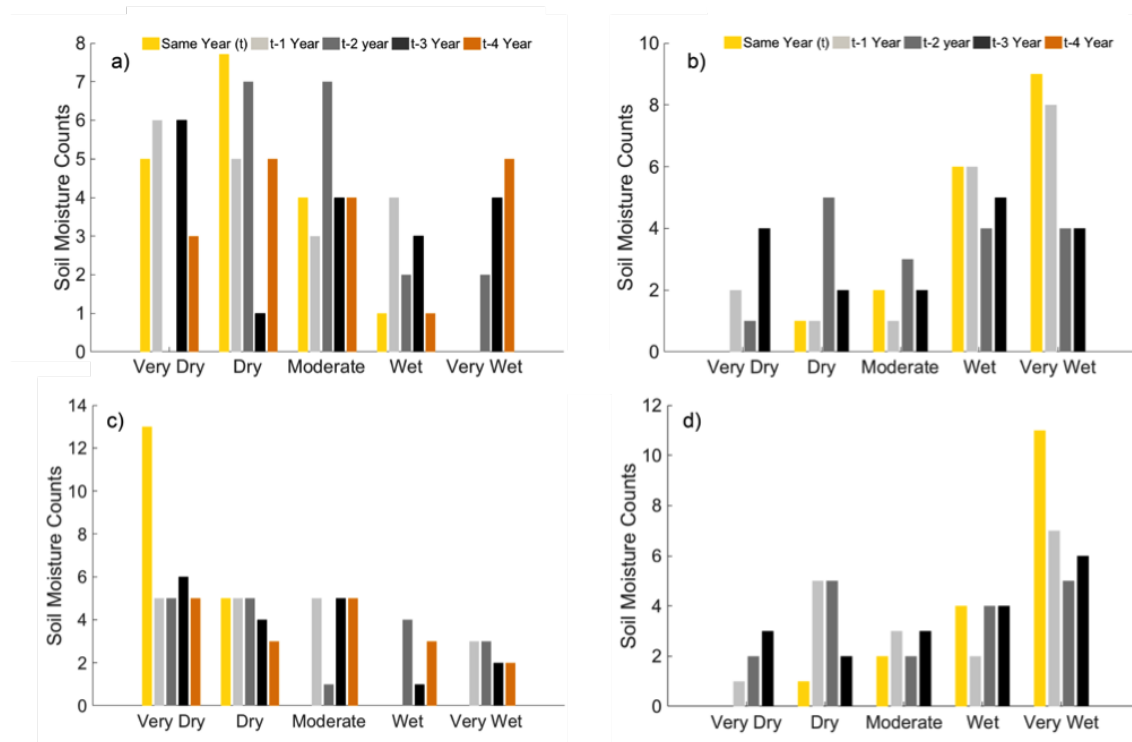 a)
Same Year (t) t-1 Year t-2 year t-3 Year t-4 Year
Soil Moisture Counts
8
7
6
5
4
3
2
1
0
Very Dry Dry Moderate Wet Very Wet
b)
Same Year (t) t-1 Year t-2 year t-3 Year t-4 Year
Soil Moisture Counts
10
8
6
4
2
0
Very Dry Dry Moderate Wet Very Wet
c)
Soil Moisture Counts
14
12
10
8
6
4
2
0
Very Dry Dry Moderate Wet Very Wet
d)
Soil Moisture Counts
12
10
8
6
4
2
0
Very Dry Dry Moderate Wet Very Wet